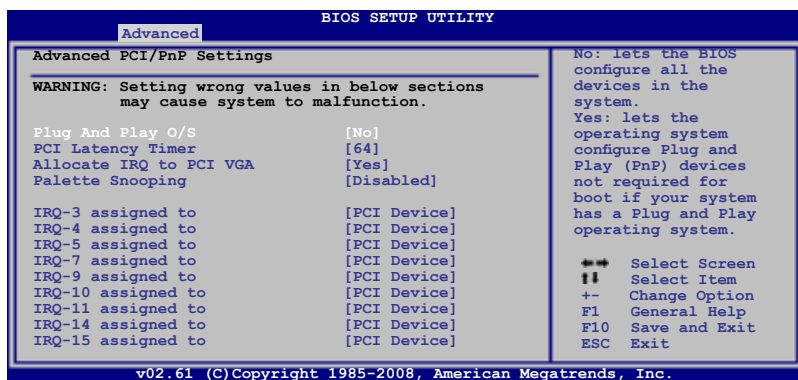 BIOS SETUP UTILITY
Advanced
Advanced PCI/PnP Settings
WARNING: Setting wrong values in below sections
may cause system to malfunction.
Plug And Play O/S [No]
PCI Latency Timer [64]
Allocate IRQ to PCI VGA [Yes]
Palette Snooping [Disabled]
IRQ-3 assigned to [PCI Device]
IRQ-4 assigned to [PCI Device]
IRQ-5 assigned to [PCI Device]
IRQ-7 assigned to [PCI Device]
IRQ-9 assigned to [PCI Device]
IRQ-10 assigned to [PCI Device]
IRQ-11 assigned to [PCI Device]
IRQ-14 assigned to [PCI Device]
IRQ-15 assigned to [PCI Device]
No: lets the BIOS
configure all the
devices in the
system.
Yes: lets the
operating system
configure Plug and
Play (PnP) devices
not required for
boot if your system
has a Plug and Play
operating system.
←→ Select Screen
↑↓ Select Item
+- Change Option
F1 General Help
F10 Save and Exit
ESC Exit
v02.61 (C)Copyright 1985-2008, American Megatrends, Inc.